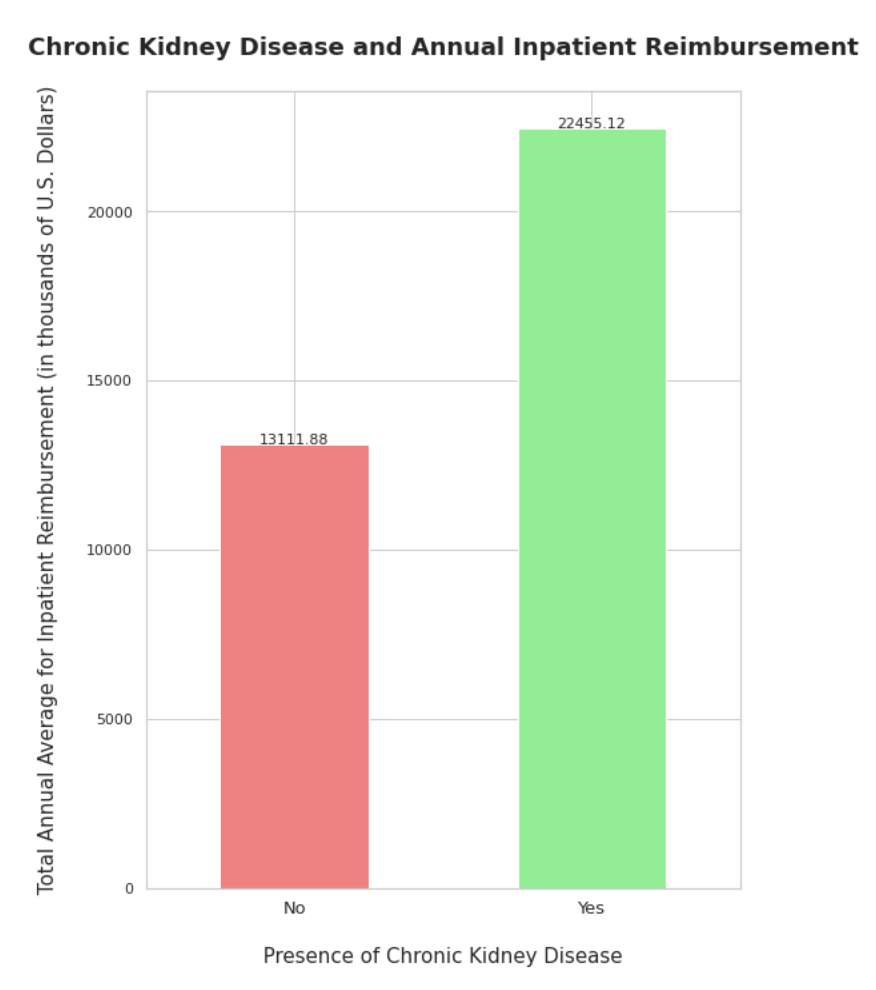 Chronic Kidney Disease and Annual Inpatient Reimbursement
Total Annual Average for Inpatient Reimbursement (in thousands of U.S. Dollars)
22455.12
20000
15000
13111.88
10000
5000
0
No
Yes
Presence of Chronic Kidney Disease